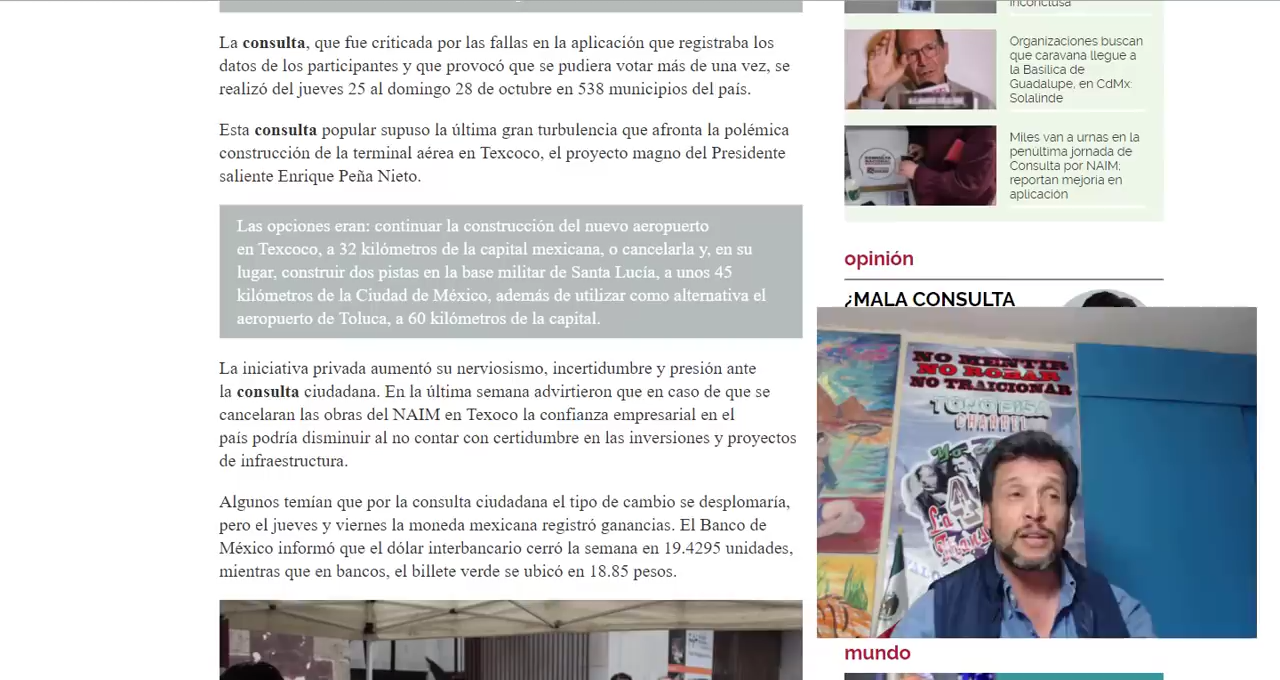 La consulta, que fue criticada por las fallas en la aplicación que registraba los
datos de los participantes y que provocó que se pudiera votar más de una vez, se
realizó del jueves 25 al domingo 28 de octubre en 538 municipios del país.
Esta consulta popular supuso la última gran turbulencia que afronta la polémica
construcción de la terminal aérea en Texcoco, el proyecto magno del Presidente
saliente Enrique Peña Nieto.
Las opciones eran: continuar la construcción del nuevo aeropuerto
en Texcoco, a 32 kilómetros de la capital mexicana, o cancelarla y, en su
lugar, construir dos pistas en la base militar de Santa Lucía, a unos 45
kilómetros de la Ciudad de México, además de utilizar como alternativa el
aeropuerto de Toluca, a 60 kilómetros de la capital.
La iniciativa privada aumentó su nerviosismo, incertidumbre y presión ante
la consulta ciudadana. En la última semana advirtieron que en caso de que se
cancelaran las obras del NAIM en Texoco la confianza empresarial en el
país podría disminuir al no contar con certidumbre en las inversiones y proyectos
de infraestructura.
Algunos temían que por la consulta ciudadana el tipo de cambio se desplomaría,
pero el jueves y viernes la moneda mexicana registró ganancias. El Banco de
México informó que el dólar interbancario cerró la semana en 19.4295 unidades,
mientras que en bancos, el billete verde se ubicó en 18.85 pesos.
inconclusa
Organizaciones buscan
que caravana llegue a
la Basílica de
Guadalupe, en CdMx:
Solalinde
Miles van a urnas en la
penúltima jornada de
Consulta por NAIM;
reportan mejoría en
aplicación
opinión
¿MALA CONSULTA
NO MENTIR
NO ROBAR
NO TRAICIONAR
CHANNEL
Yo
4
La
mundo